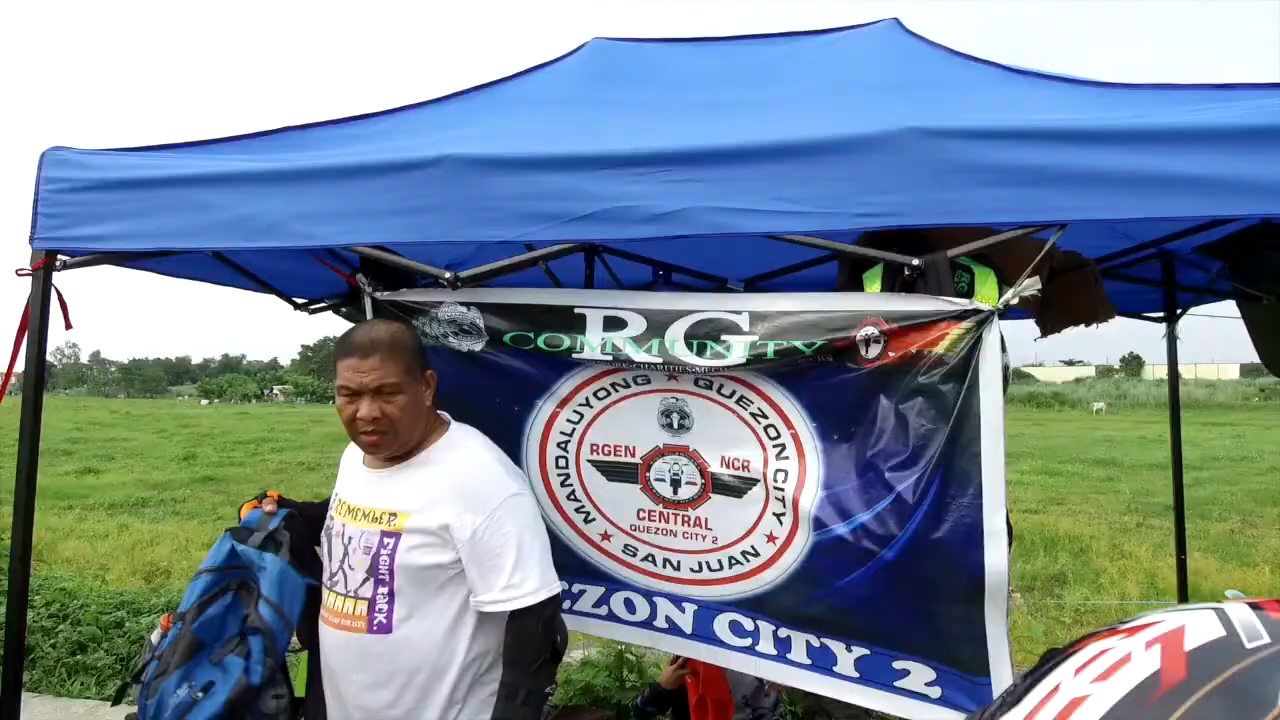 RG
COMMUNITY
MANDALUYONG ★ QUEZON CITY ★ SAN JUAN ★
RGEN NCR
CENTRAL
QUEZON CITY 2
ZON CITY 2
REMEMBER.
FIGHT BACK.